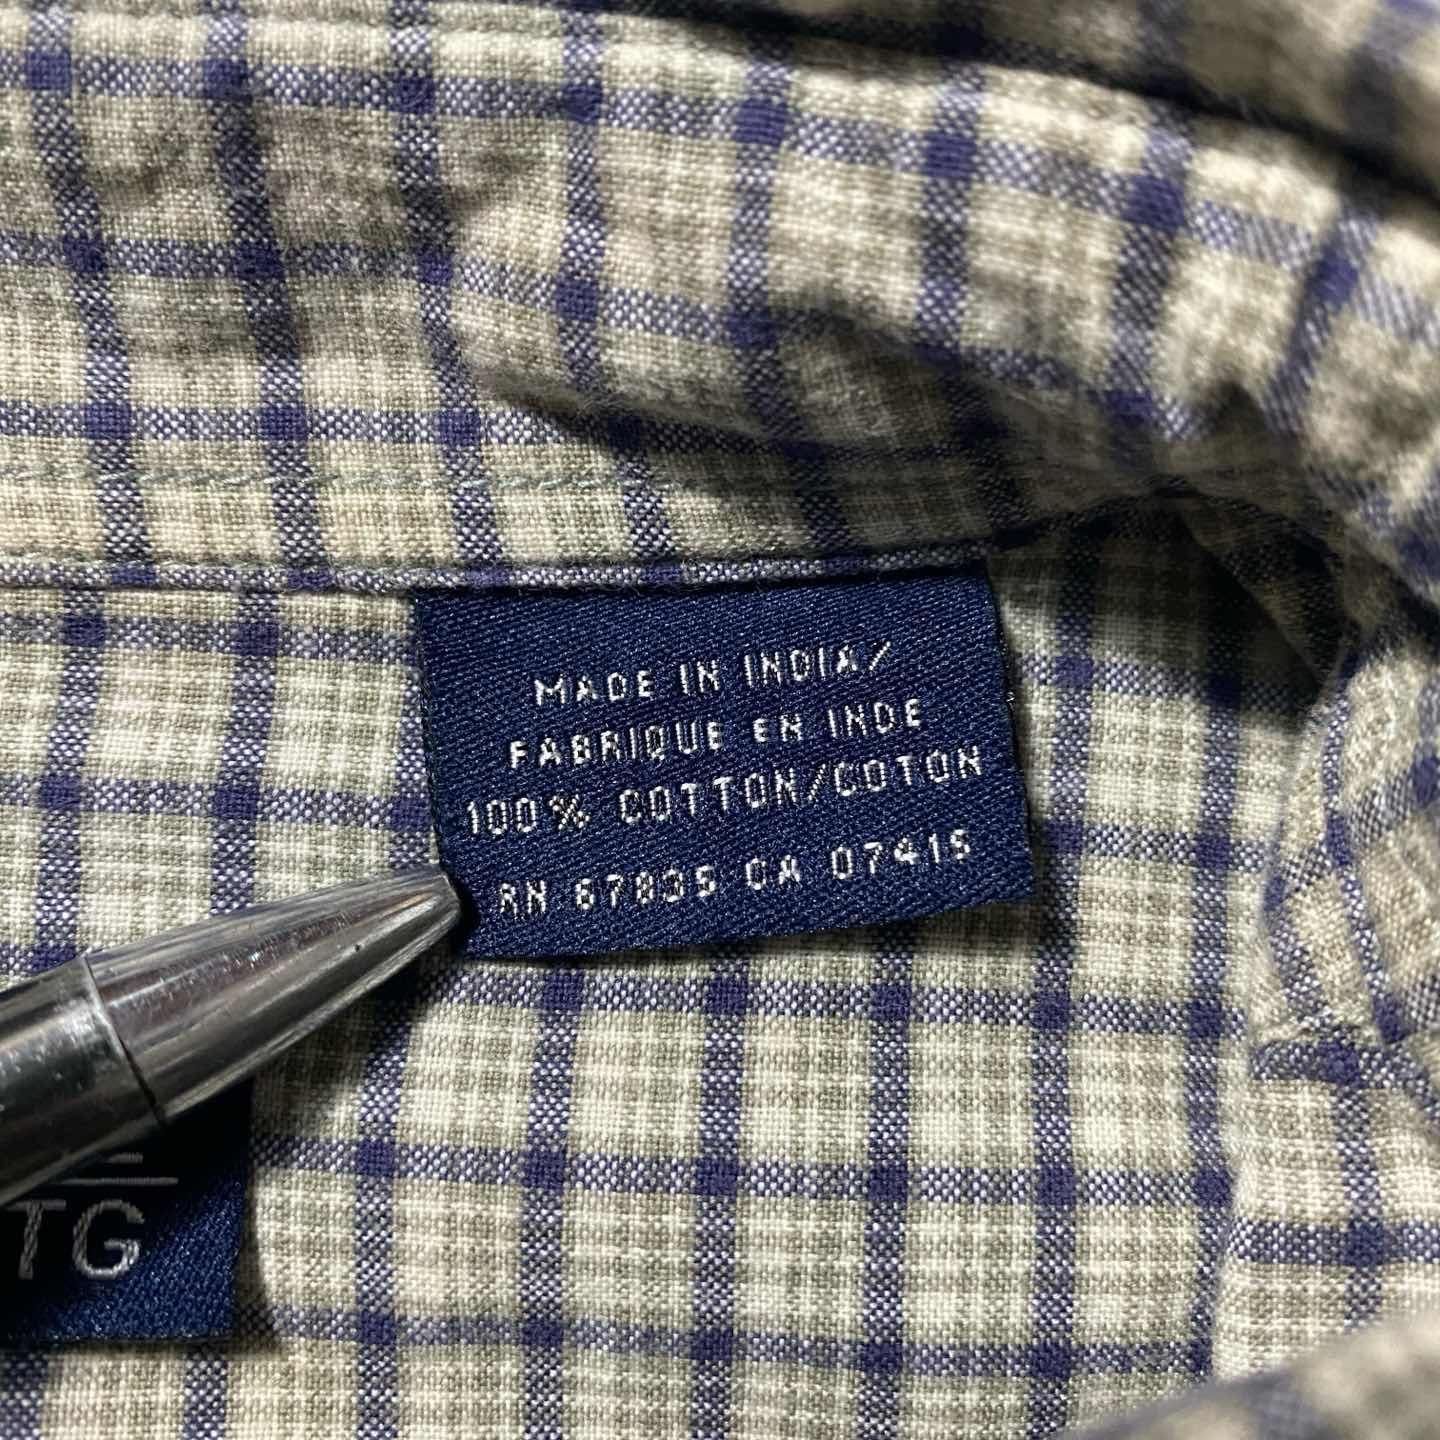 MADE IN INDIA/
FABRIQUE EN INDE
100% COTTON/COTON
RN 67835 CA 07415
TG